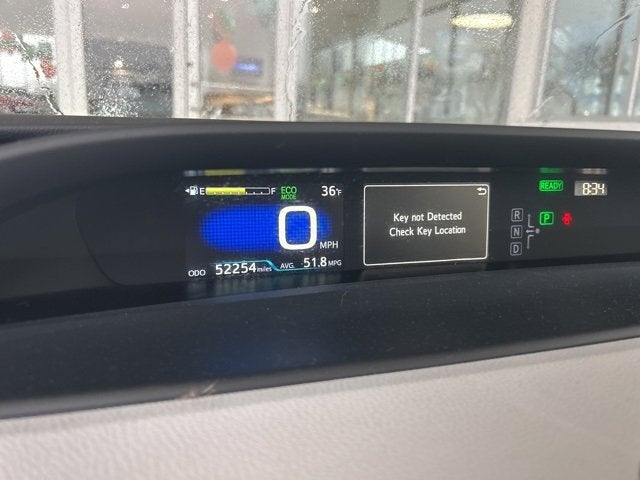 E F ECO MODE 36°F
0 MPH
ODO 52254 miles AVG. 51.8 MPG
Key not Detected
Check Key Location
READY 8:34
R
N
D
P